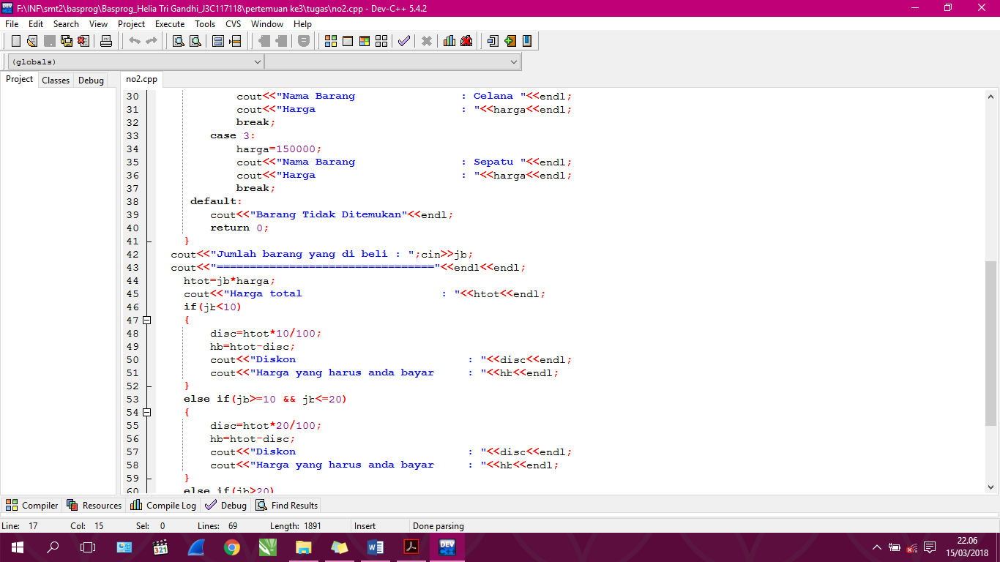 F:\INF\smt2\basprog\Basprog_Helia Tri Gandhi_J3C117118\pertemuan ke3\tugas\no2.cpp - Dev-C++ 5.4.2
File Edit Search View Project Execute Tools CVS Window Help
(globals)
Project Classes Debug no2.cpp
30 cout<<"Nama Barang : Celana "<<endl;
31 cout<<"Harga : "<<harga<<endl;
32 break;
33 case 3:
34 harga=150000;
35 cout<<"Nama Barang : Sepatu "<<endl;
36 cout<<"Harga : "<<harga<<endl;
37 break;
38 default:
39 cout<<"Barang Tidak Ditemukan"<<endl;
40 return 0;
41 }
42 cout<<"Jumlah barang yang di beli : ";cin>>jb;
43 cout<<"================================="<<endl<<endl;
44 htot=jb*harga;
45 cout<<"Harga total : "<<htot<<endl;
46 if(jb<10)
47 {
48 disc=htot*10/100;
49 hb=htot-disc;
50 cout<<"Diskon : "<<disc<<endl;
51 cout<<"Harga yang harus anda bayar : "<<hb<<endl;
52 }
53 else if(jb>=10 && jb<=20)
54 {
55 disc=htot*20/100;
56 hb=htot-disc;
57 cout<<"Diskon : "<<disc<<endl;
58 cout<<"Harga yang harus anda bayar : "<<hb<<endl;
59 }
60 else if(jb>20)
Compiler Resources Compile Log Debug Find Results
Line: 17 Col: 15 Sel: 0 Lines: 69 Length: 1891 Insert Done parsing
321
DEV
22.06
15/03/2018